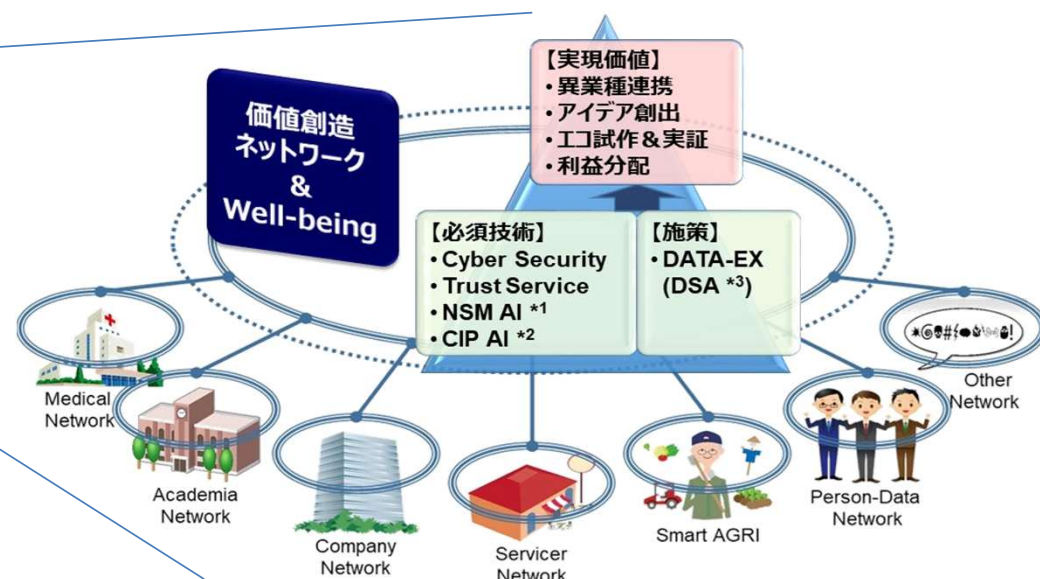 価値創造
ネットワーク
&
Well-being
【実現価値】
・異業種連携
・アイデア創出
・エコ試作&実証
・利益分配
【必須技術】
・Cyber Security
・Trust Service
・NSM AI *1
・CIP AI *2
【施策】
・DATA-EX
(DSA *3)
Medical
Network
Academia
Network
Company
Network
Servicer
Network
Smart AGRI
Person-Data
Network
Other
Network